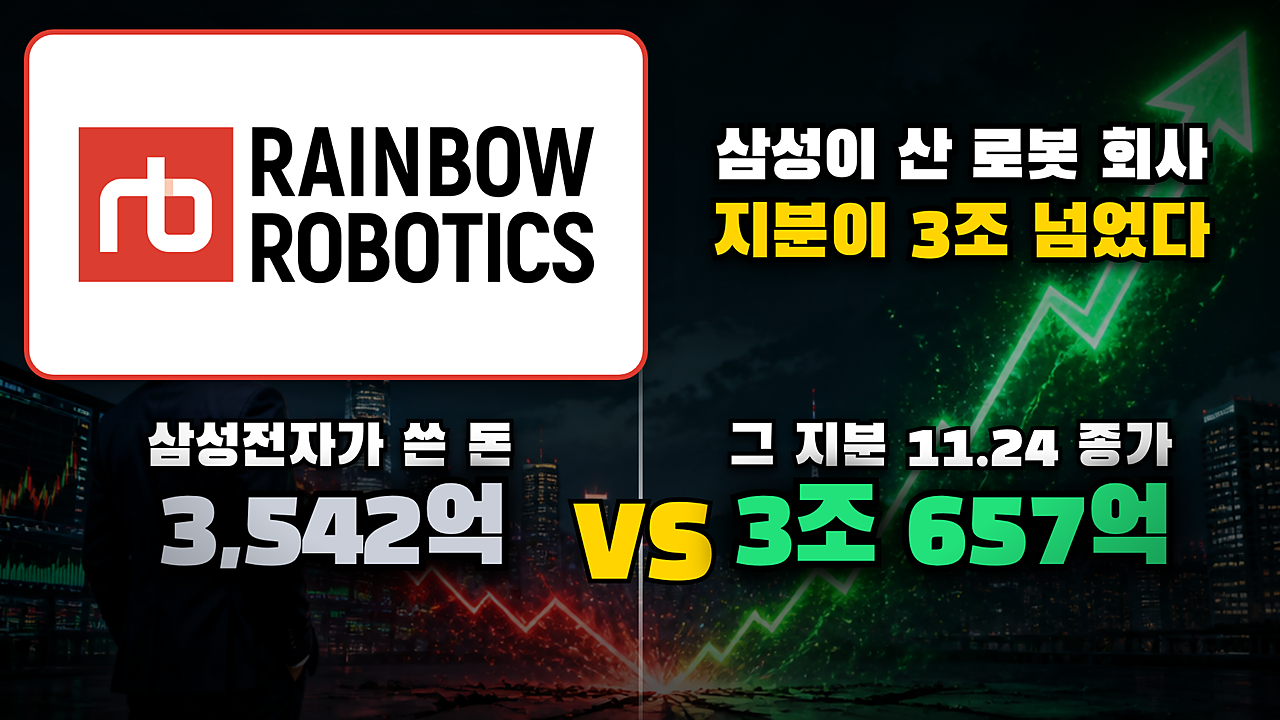 RAINBOW
ROBOTICS
삼성이 산 로봇 회사
지분이 3조 넘었다
삼성전자가 쓴 돈
3,542억
VS
그 지분 11.24 종가
3조 657억